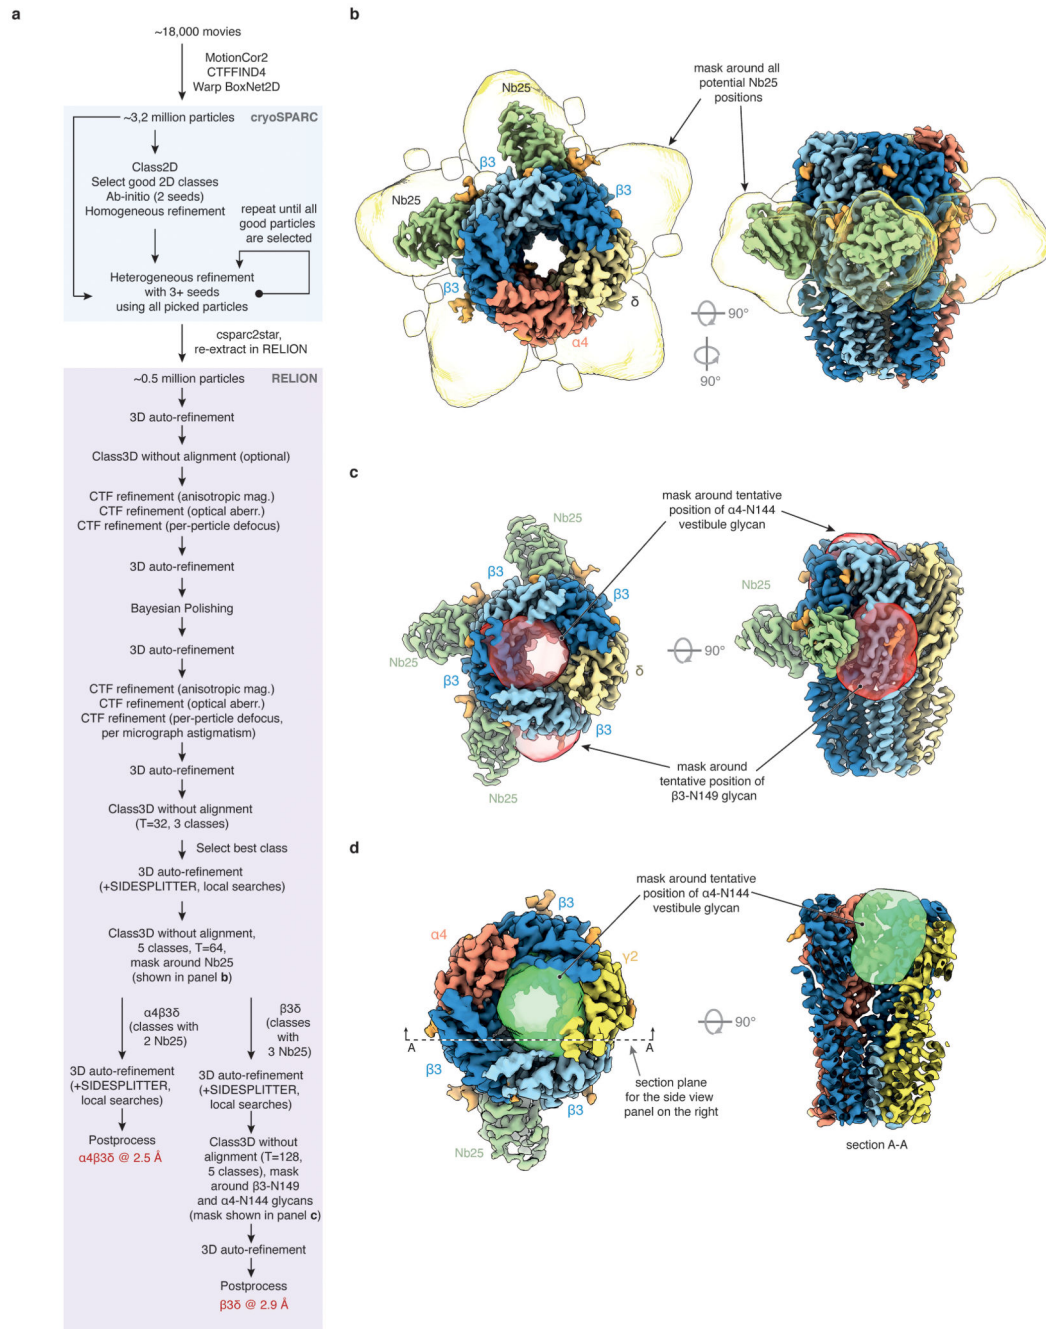 a
~18,000 movies
MotionCor2
CTFFIND4
Warp BoxNet2D
~3,2 million particles
cryoSPARC
Class2D
Select good 2D classes
Ab-initio (2 seeds)
Homogeneous refinement
repeat until all
good particles
are selected
Heterogeneous refinement
with 3+ seeds
using all picked particles
csparc2star,
re-extract in RELION
~0.5 million particles
RELION
3D auto-refinement
Class3D without alignment (optional)
CTF refinement (anisotropic mag.)
CTF refinement (optical aberr.)
CTF refinement (per-perticle defocus)
3D auto-refinement
Bayesian Polishing
3D auto-refinement
CTF refinement (anisotropic mag.)
CTF refinement (optical aberr.)
CTF refinement (per-perticle defocus,
per micrograph astigmatism)
3D auto-refinement
Class3D without alignment
(T=32, 3 classes)
Select best class
3D auto-refinement
(+SIDESPLITTER, local searches)
Class3D without alignment,
5 classes, T=64,
mask around Nb25
(shown in panel b)
α4β3δ
(classes with
2 Nb25)
3D auto-refinement
(+SIDESPLITTER,
local searches)
Postprocess
α4β3δ @ 2.5 Å
β3δ
(classes
with
3 Nb25)
3D auto-refinement
(+SIDESPLITTER,
local searches)
Class3D without
alignment (T=128,
5 classes), mask
around β3-N149
and α4-N144 glycans
(mask shown in panel c)
3D auto-refinement
Postprocess
β3δ @ 2.9 Å
b
Nb25
mask around all
potential Nb25
positions
β3
β3
Nb25
β3
δ
α4
90°
90°
c
mask around tentative
position of α4-N144
vestibule glycan
Nb25
β3
β3
Nb25
Nb25
β3
δ
90°
β3
Nb25
mask around
tentative position of
β3-N149 glycan
d
mask around tentative
position of α4-N144
vestibule glycan
β3
α4
γ2
A
A
90°
β3
β3
section plane
for the side view
panel on the right
Nb25
section A-A